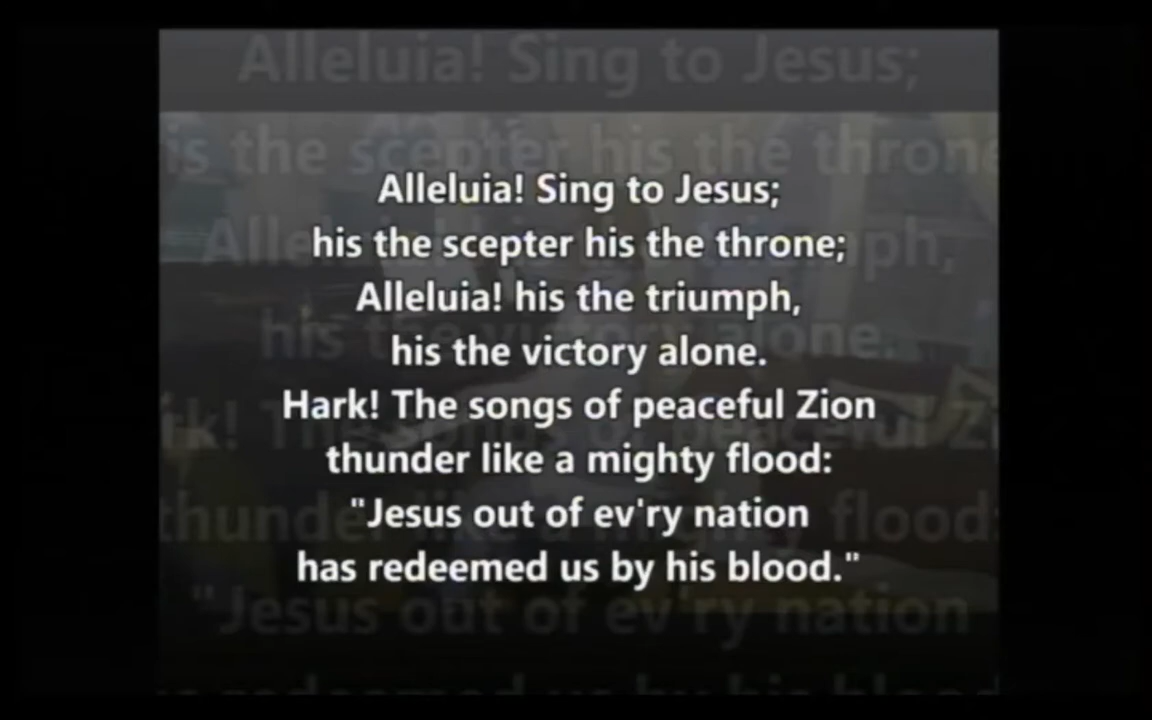 Alleluia! Sing to Jesus;
his the scepter his the throne;
Alleluia! his the triumph,
his the victory alone.
Hark! The songs of peaceful Zion
thunder like a mighty flood:
"Jesus out of ev'ry nation
has redeemed us by his blood."